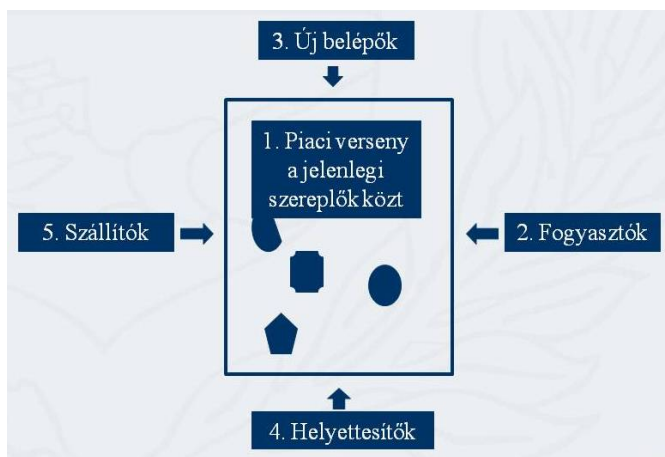 3. Új belépők
1. Piaci verseny
a jelenlegi
szereplők közt
5. Szállítók
2. Fogyasztók
4. Helyettesítők